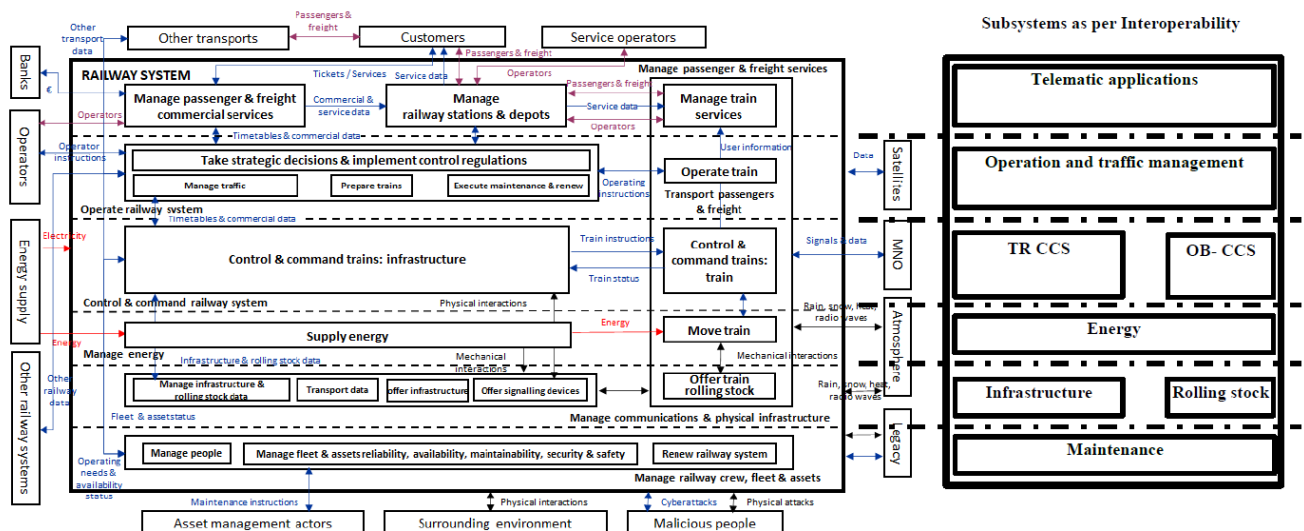 Subsystems as per Interoperability
Other
transport
data
Other transports
Passengers &
freight
Customers
Service operators
Passengers & freight
Banks
€
RAILWAY SYSTEM
Tickets / Services
Service data
Operators
Manage passenger & freight services
Manage passenger & freight
commercial services
Commercial &
service data
Manage
railway stations & depots
Passengers & freight
Service data
Operators
Manage train
services
Telematic applications
Operators
Operators
Timetables & commercial data
User information
Operator
instructions
Take strategic decisions & implement control regulations
Manage traffic
Prepare trains
Execute maintenance & renew
Operate railway system
Operating
instructions
Operate train
Transport passengers
& freight
Data
Satellites
Operation and traffic management
Timetables & commercial data
Energy supply
Electricity
Control & command trains: infrastructure
Train instructions
Train status
Control &
command trains:
train
Signals & data
MNO
TR CCS
OB- CCS
Control & command railway system
Physical interactions
Supply energy
Energy
Move train
Rain, snow, heat,
radio waves
Atmosphere
Energy
Energy
Manage energy
Infrastructure & rolling stock data
Mechanical
interactions
Mechanical interactions
Other railway systems
Other
railway
data
Manage infrastructure &
rolling stock data
Transport data
offer infrastructure
Offer signalling devices
Offer train
rolling stock
Rain, snow, heat,
radio waves
Infrastructure
Rolling stock
Fleet & assetstatus
Manage communications & physical infrastructure
Legacy
Manage people
Manage fleet & assets reliability, availability, maintainability, security & safety
Renew railway system
Maintenance
Operating
needs &
availability
status
Manage railway crew, fleet & assets
Maintenance instructions
Physical interactions
Cyberattacks
Physical attacks
Asset management actors
Surrounding environment
Malicious people